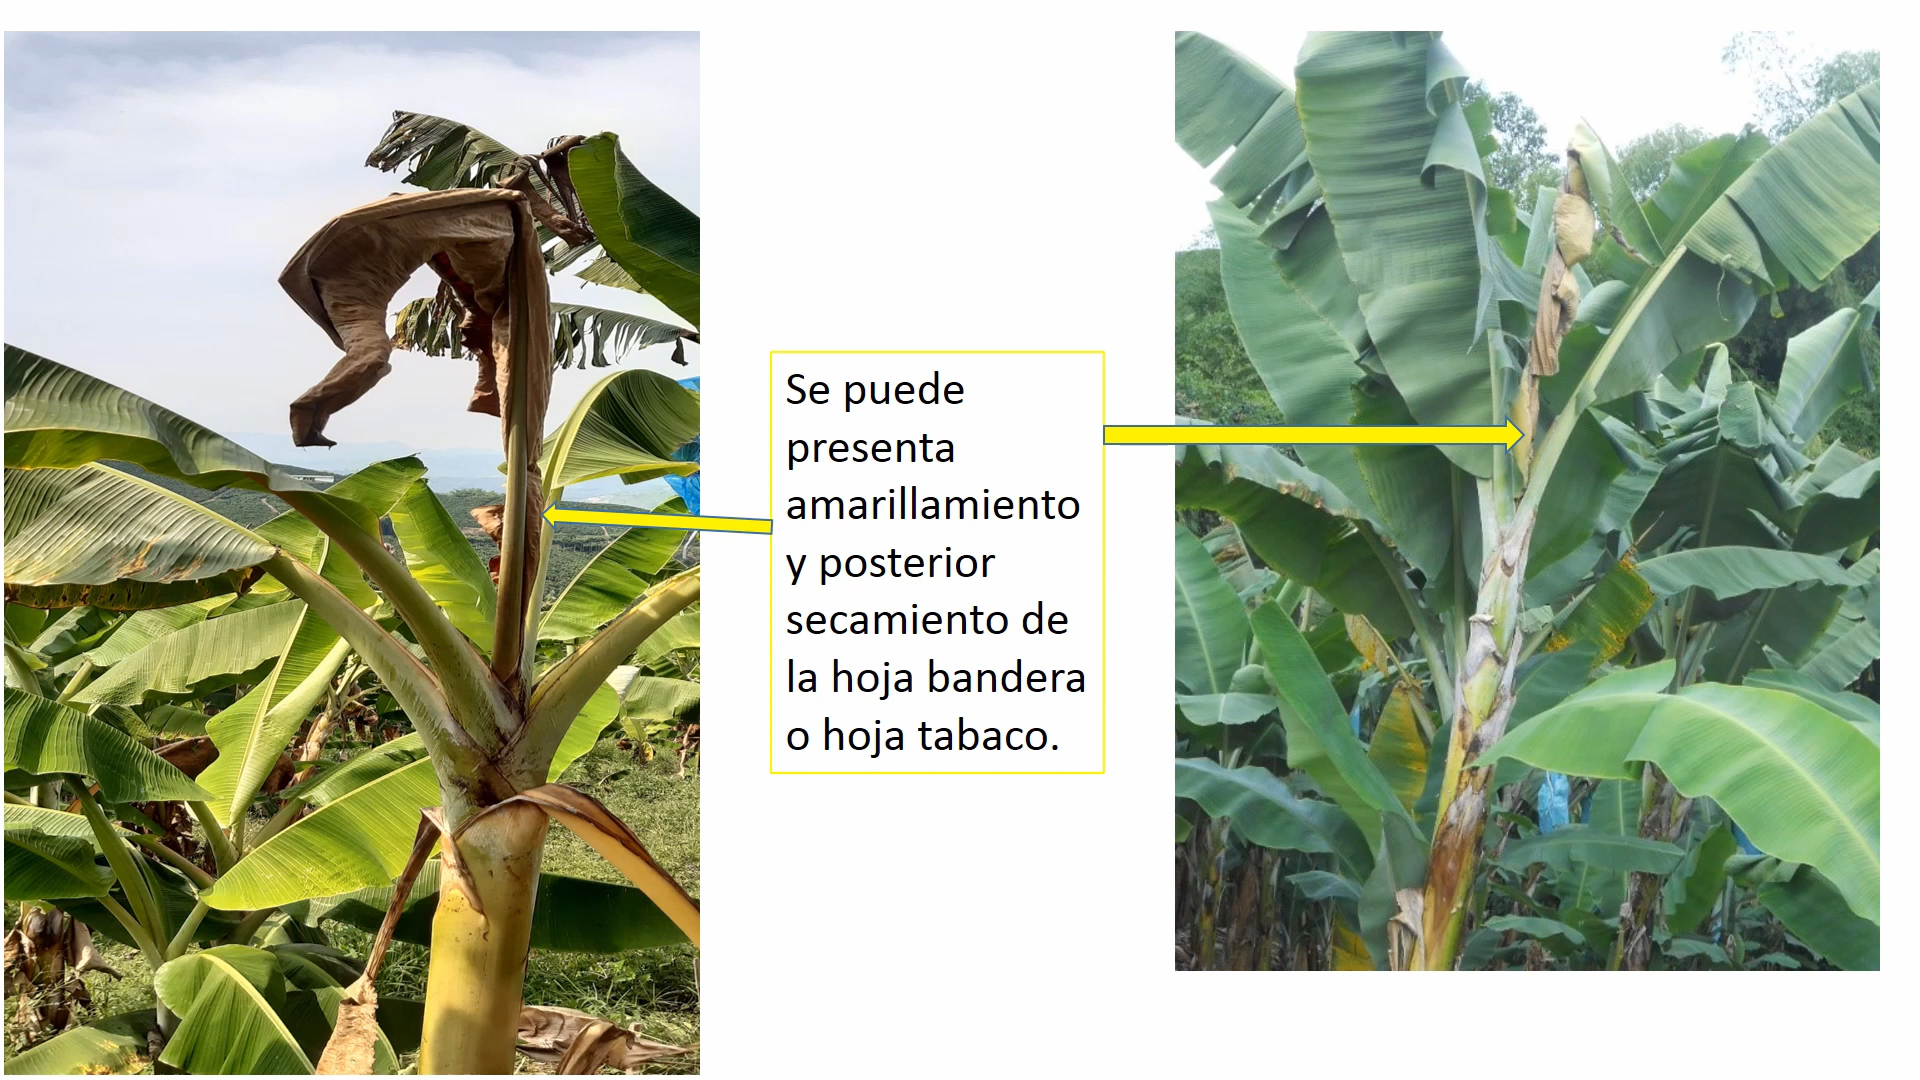 Se puede
presenta
amarillamiento
y posterior
secamiento de
la hoja bandera
o hoja tabaco.